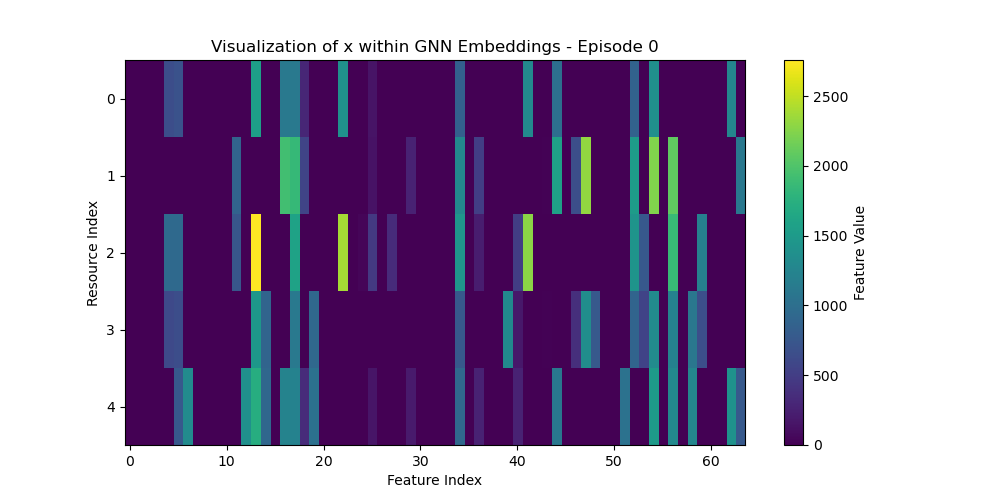 Visualization of x within GNN Embeddings - Episode 0
Resource Index
0
1
2
3
4
0 10 20 30 40 50 60
Feature Index
2500
2000
1500
1000
500
0
Feature Value